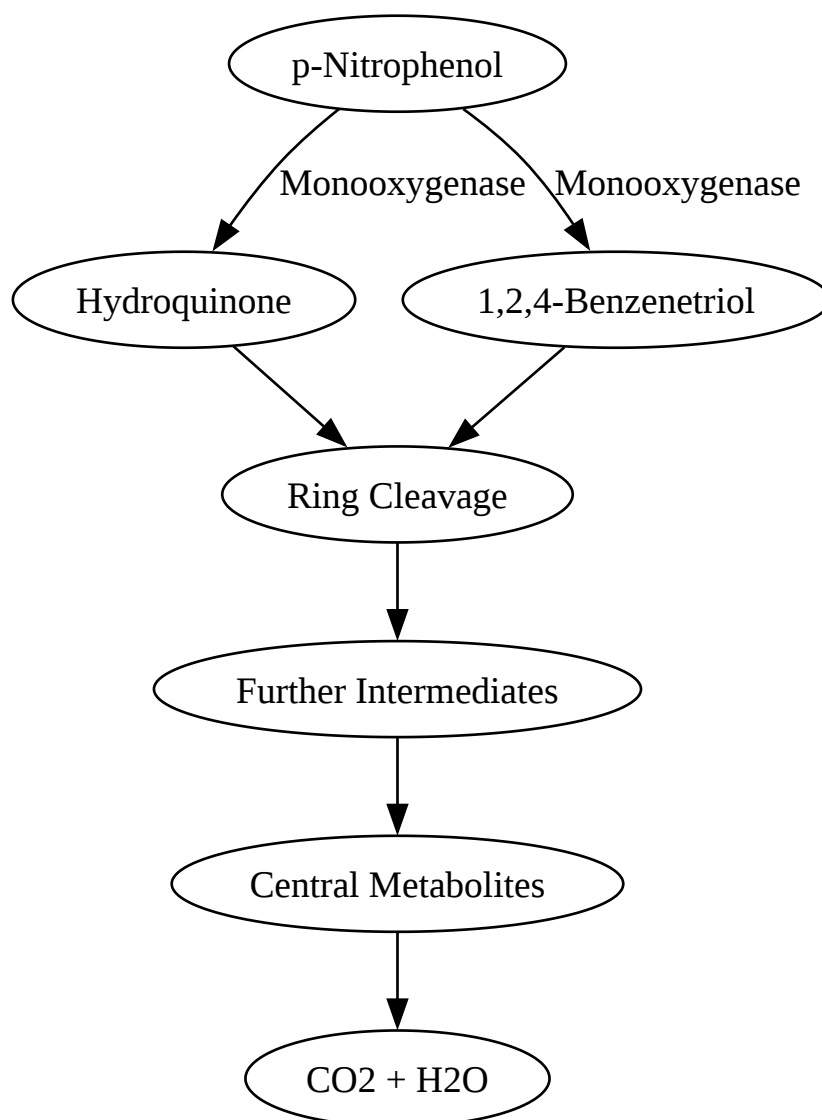 p-Nitrophenol
Monooxygenase
Monooxygenase
Hydroquinone
1,2,4-Benzenetriol
Ring Cleavage
Further Intermediates
Central Metabolites
CO2 + H2O